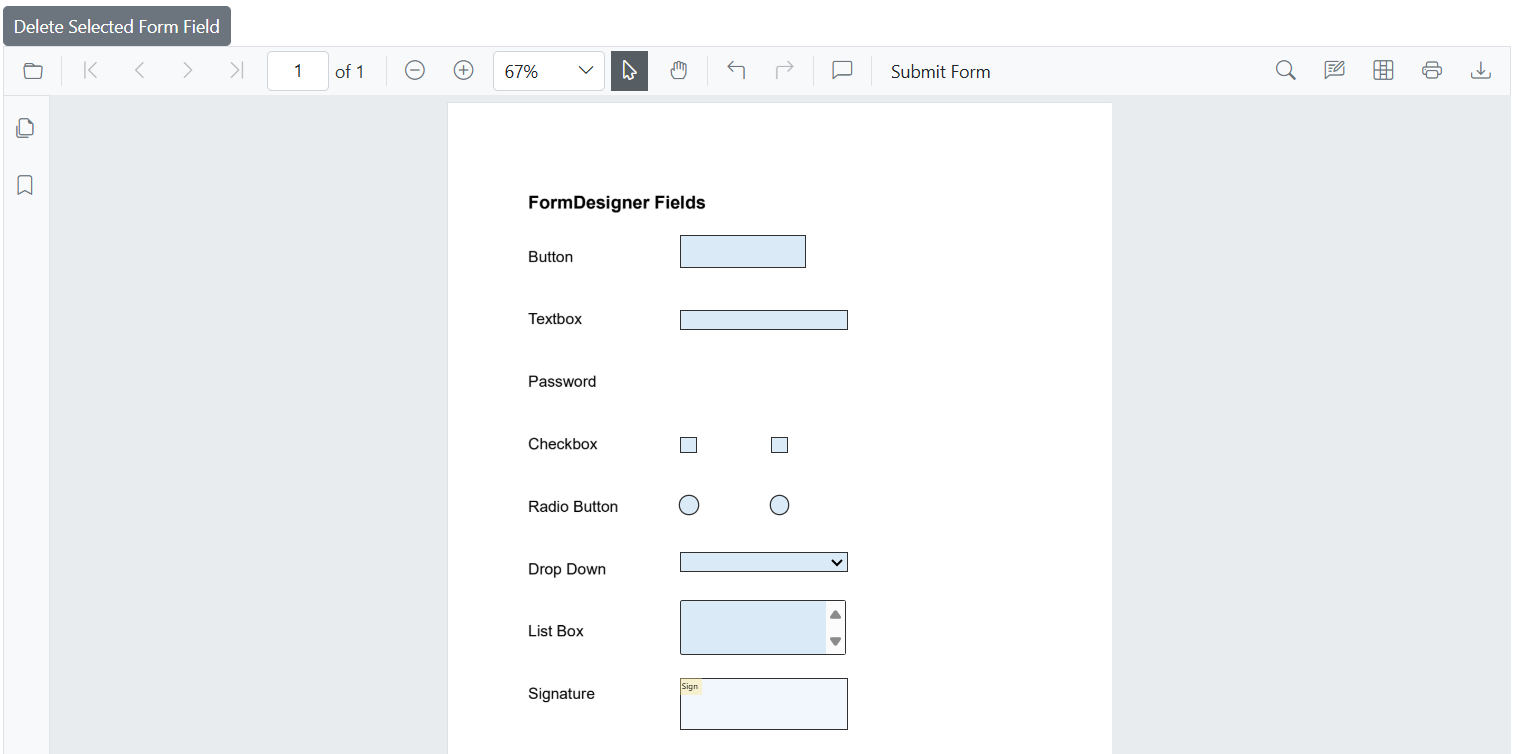 Delete Selected Form Field
1 of 1 67% Submit Form
FormDesigner Fields
Button
Textbox
Password
Checkbox
Radio Button
Drop Down
List Box
Sign
Signature